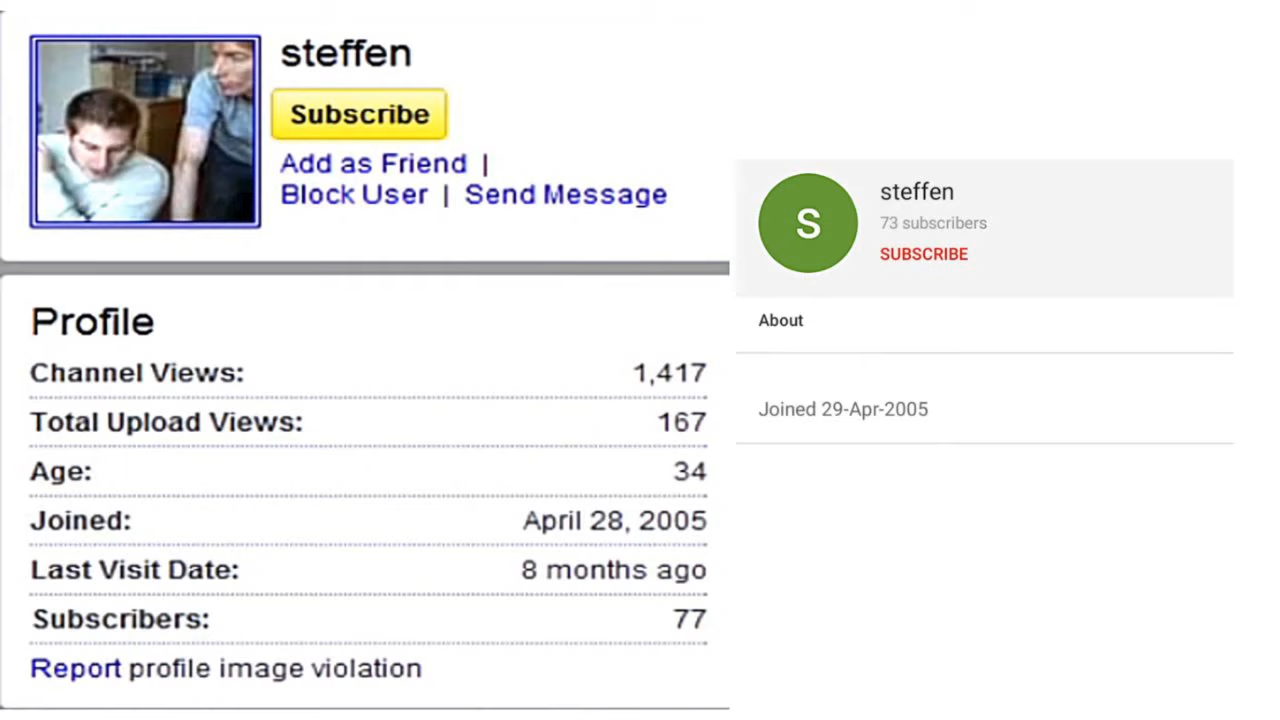 steffen
Subscribe
Add as Friend |
Block User | Send Message
Profile
Channel Views: 1,417
Total Upload Views: 167
Age: 34
Joined: April 28, 2005
Last Visit Date: 8 months ago
Subscribers: 77
Report profile image violation
S
steffen
73 subscribers
SUBSCRIBE
About
Joined 29-Apr-2005